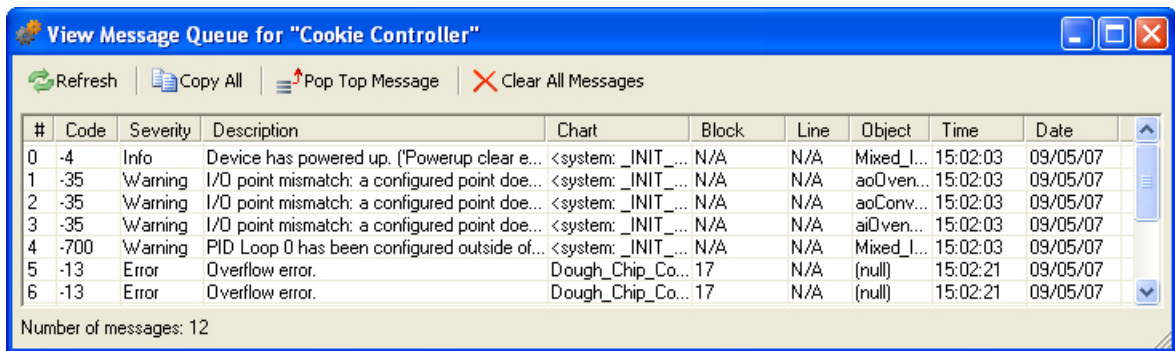 View Message Queue for "Cookie Controller"
Refresh Copy All Pop Top Message Clear All Messages
# Code Severity Description Chart Block Line Object Time Date
0 -4 Info Device has powered up. ('Powerup clear e... <system: _INIT_... N/A N/A Mixed_I... 15:02:03 09/05/07
1 -35 Warning I/O point mismatch: a configured point doe... <system: _INIT_... N/A N/A aoOven... 15:02:03 09/05/07
2 -35 Warning I/O point mismatch: a configured point doe... <system: _INIT_... N/A N/A aoConv... 15:02:03 09/05/07
3 -35 Warning I/O point mismatch: a configured point doe... <system: _INIT_... N/A N/A aiOven... 15:02:03 09/05/07
4 -700 Warning PID Loop 0 has been configured outside of... <system: _INIT_... N/A N/A Mixed_I... 15:02:03 09/05/07
5 -13 Error Overflow error. Dough_Chip_Co... 17 N/A (null) 15:02:21 09/05/07
6 -13 Error Overflow error. Dough_Chip_Co... 17 N/A (null) 15:02:21 09/05/07
Number of messages: 12